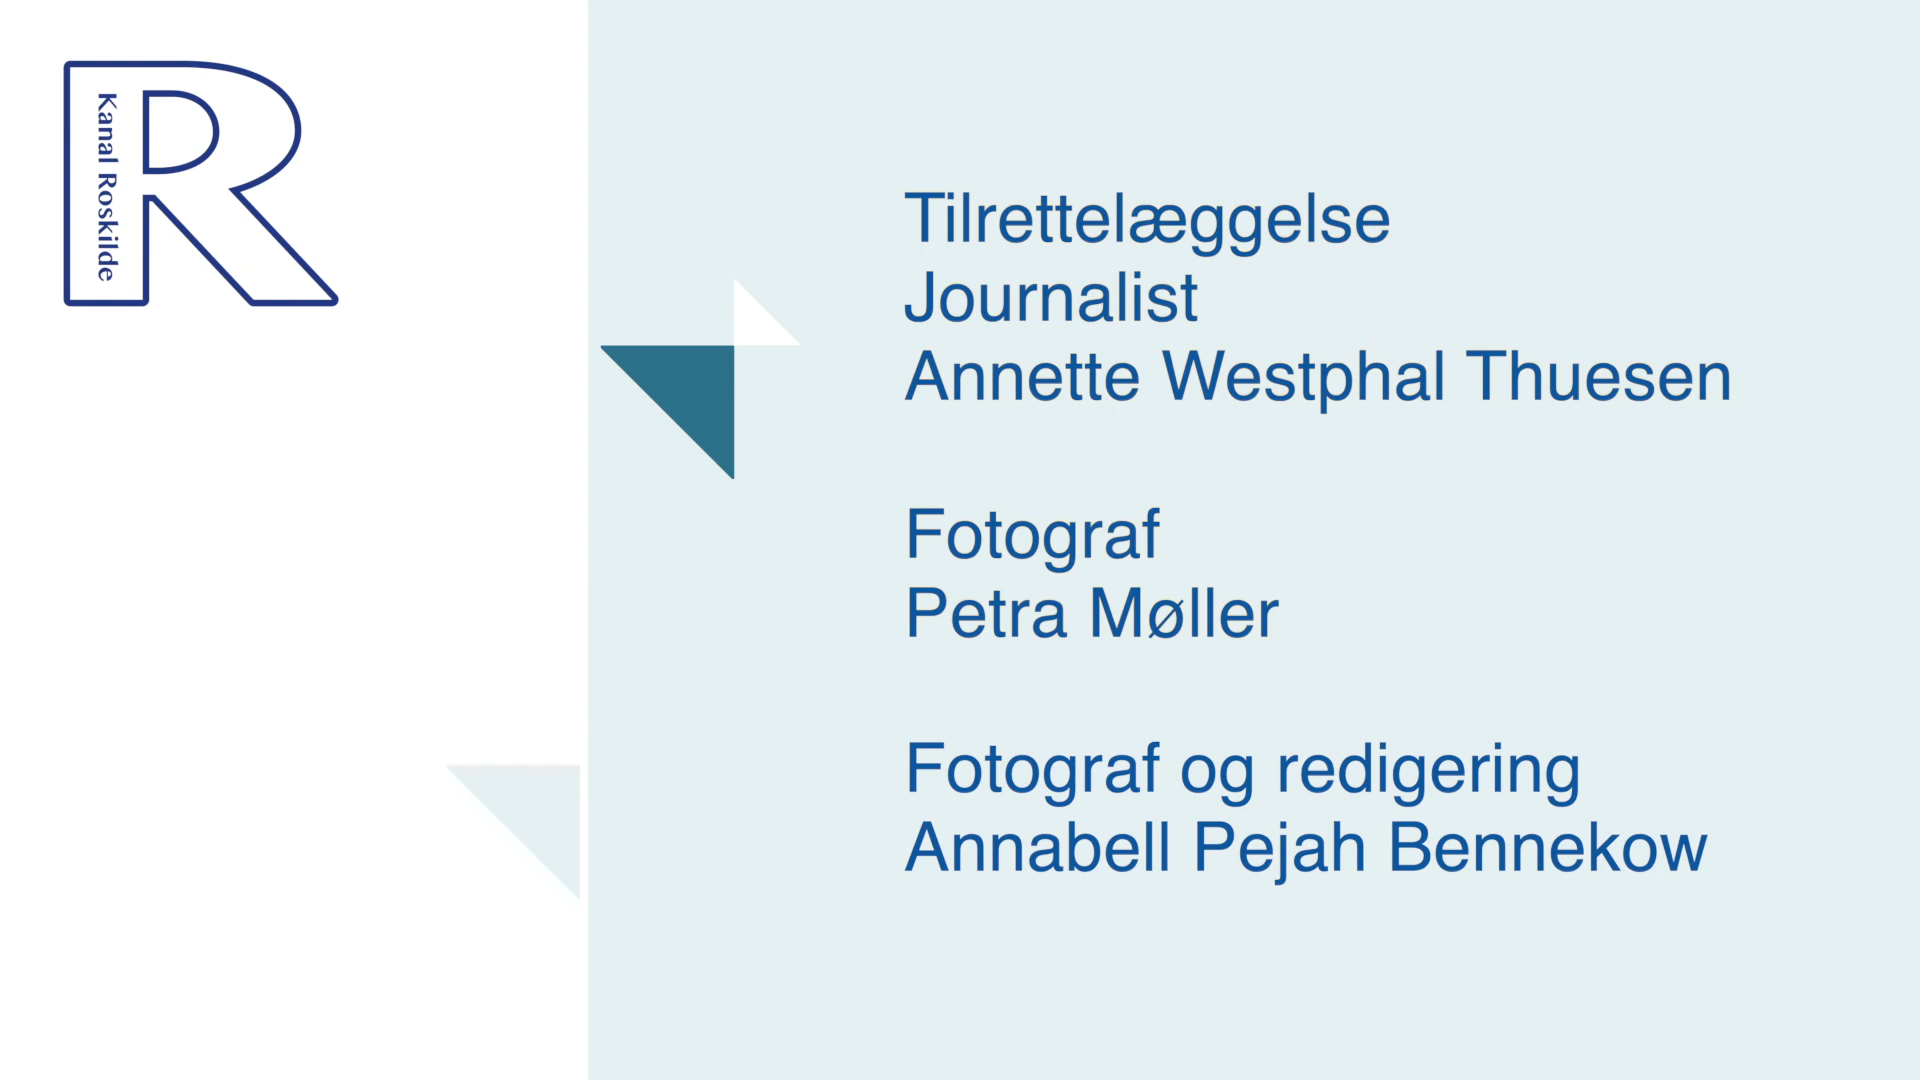 Kanal Roskilde
Tilrettelæggelse
Journalist
Annette Westphal Thuesen
Fotograf
Petra Møller
Fotograf og redigering
Annabell Pejah Bennekow